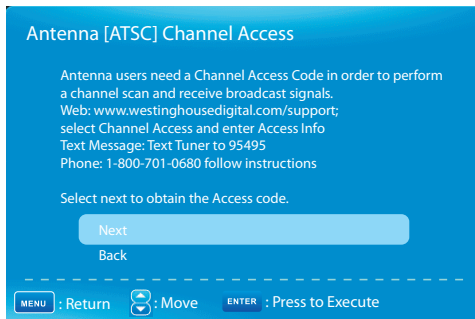 Antenna [ATSC] Channel Access
Antenna users need a Channel Access Code in order to perform
a channel scan and receive broadcast signals.
Web: www.westinghousedigital.com/support;
select Channel Access and enter Access Info
Text Message: Text Tuner to 95495
Phone: 1-800-701-0680 follow instructions
Select next to obtain the Access code.
Next
Back
MENU : Return : Move ENTER : Press to Execute